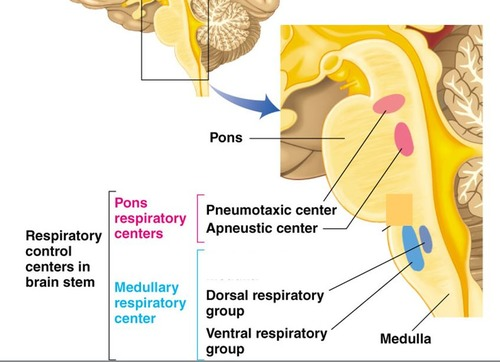 Pons
Pneumotaxic center
Apneustic center
Pons
respiratory
centers
Respiratory
control
centers in
brain stem
Medullary
respiratory
center
Dorsal respiratory
group
Ventral respiratory
group
Medulla